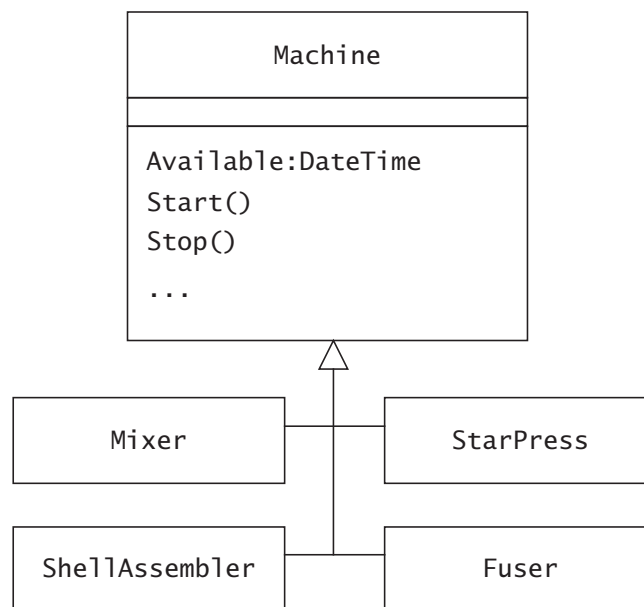 Machine
Available:DateTime
Start()
Stop()
...
Mixer
StarPress
ShellAssembler
Fuser